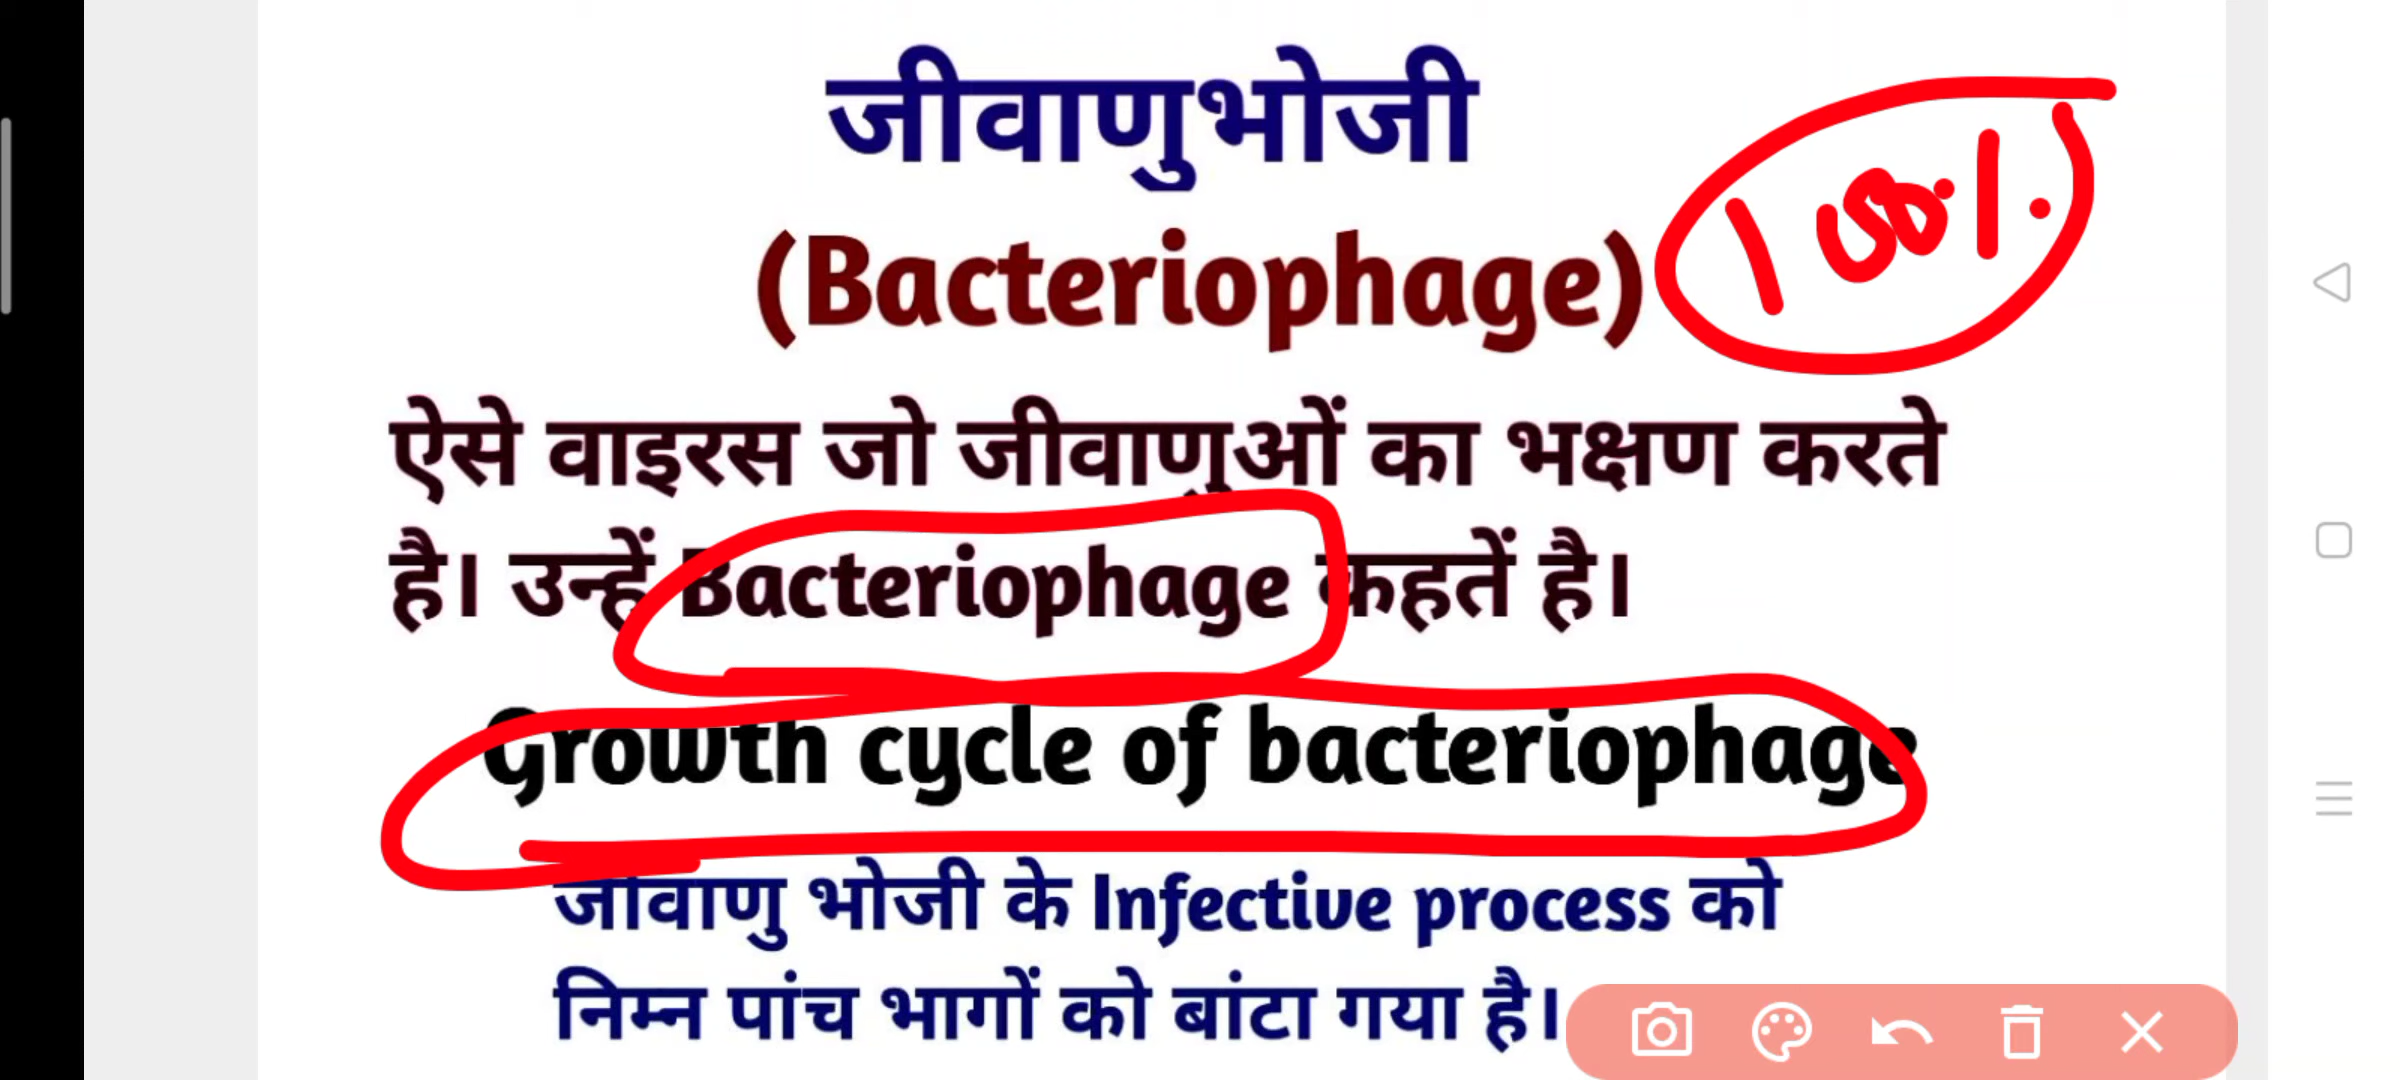 जीवाणुभोजी
(Bacteriophage)
100%
ऐसे वाइरस जो जीवाणुओं का भक्षण करते
है। उन्हें Bacteriophage कहतें है।
Growth cycle of bacteriophage
जीवाणु भोजी के Infective process को
निम्न पांच भागों को बांटा गया है।